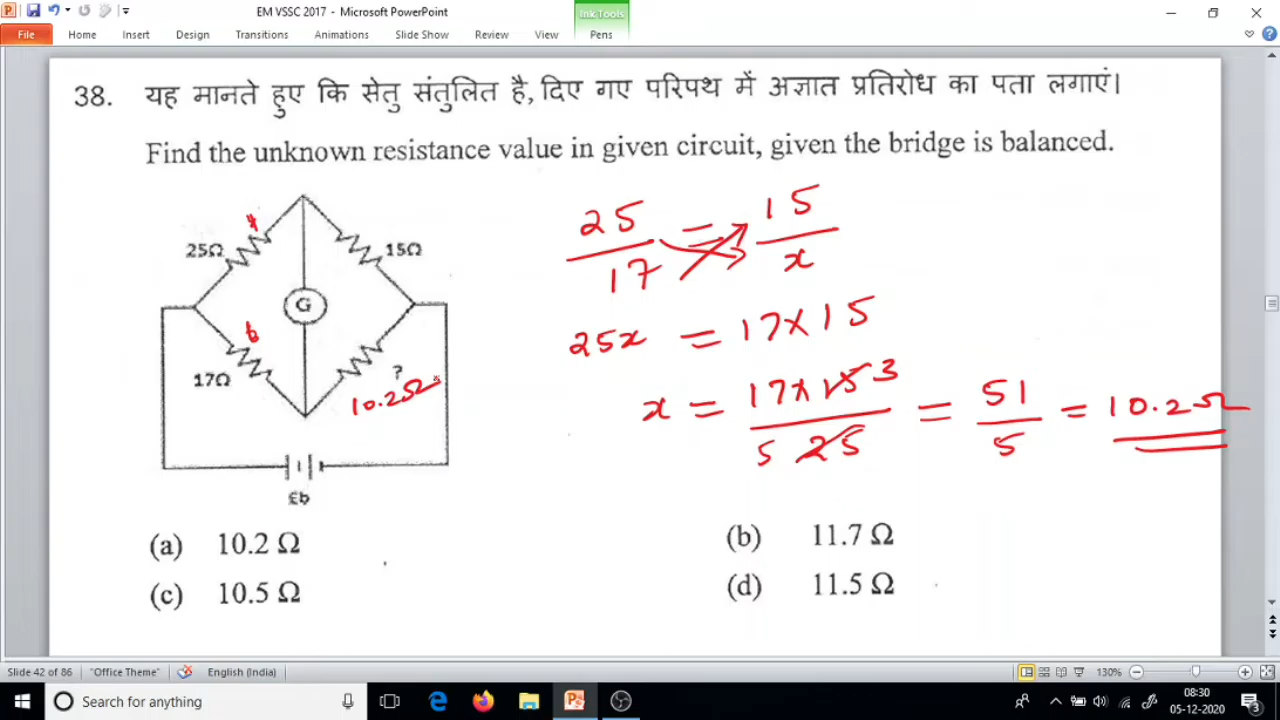 EM VSSC 2017 - Microsoft PowerPoint
Ink Tools
File Home Insert Design Transitions Animations Slide Show Review View Pens
38. यह मानते हुए कि सेतु संतुलित है, दिए गए परिपथ में अज्ञात प्रतिरोध का पता लगाएं।
Find the unknown resistance value in given circuit, given the bridge is balanced.
25Ω
15Ω
G
17Ω
?
10.2Ω
Eb
25/17 = 15/x
25x = 17×15
x = 17×15 3 / 5 25 = 51/5 = 10.2Ω
(a) 10.2 Ω
(b) 11.7 Ω
(c) 10.5 Ω
(d) 11.5 Ω
Slide 42 of 86 "Office Theme" English (India) 130%
Search for anything
08:30
05-12-2020
3